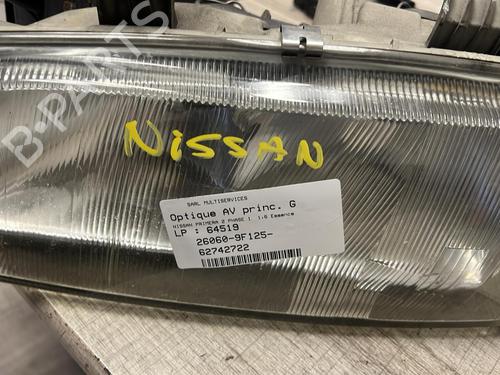 B-PARTS
NISSAN
SARL MULTISERVICES
Optique AV princ. G
NISSAN PRIMERA 2 PHASE 1 1.6 Essence
LP : 64519
26060-9F125-
62742722